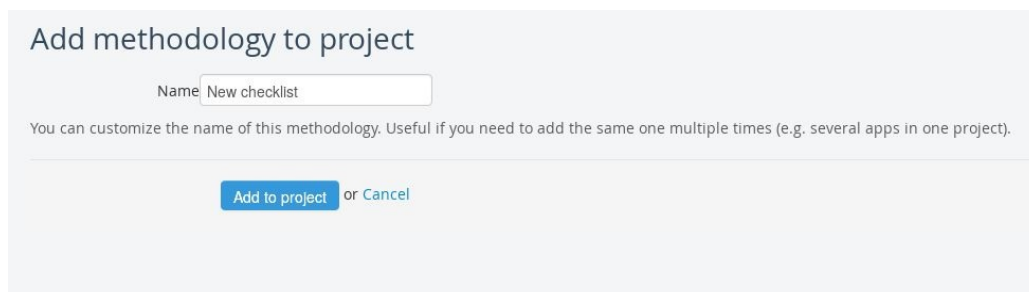 Add methodology to project
Name New checklist
You can customize the name of this methodology. Useful if you need to add the same one multiple times (e.g. several apps in one project).
Add to project or Cancel